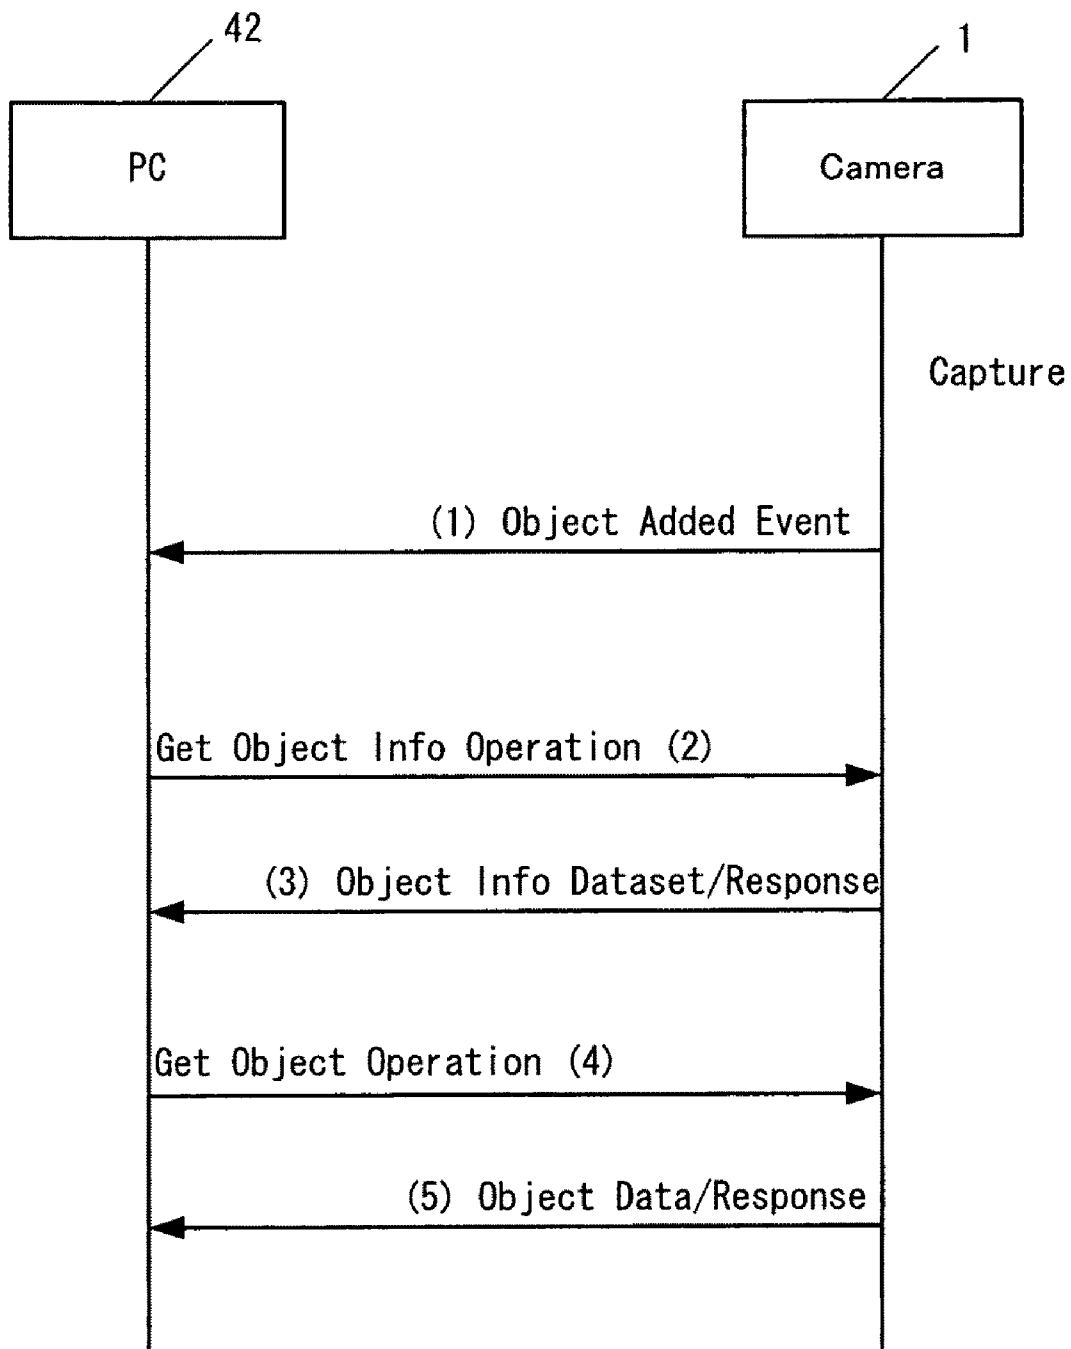 42
1
PC
Camera
Capture
(1) Object Added Event
Get Object Info Operation (2)
(3) Object Info Dataset/Response
Get Object Operation (4)
(5) Object Data/Response